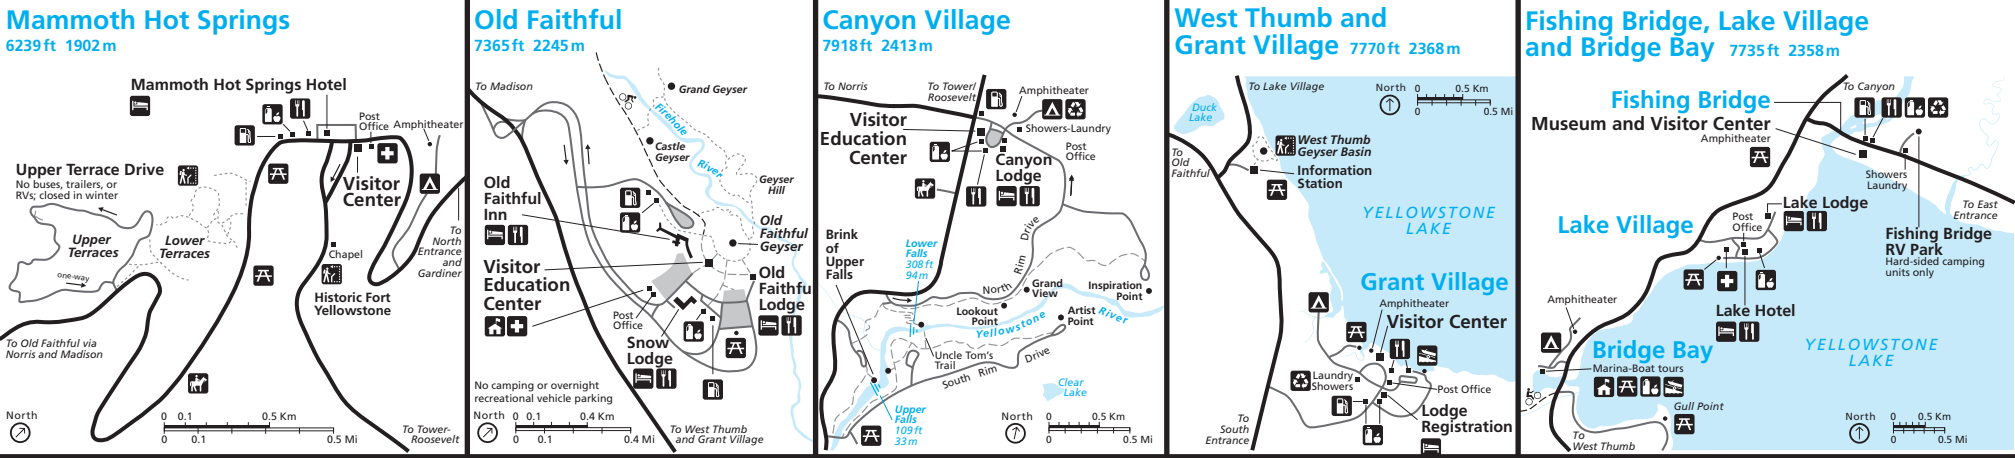 Mammoth Hot Springs
6239 ft 1902 m
Mammoth Hot Springs Hotel
Post
Office
Amphitheater
Upper Terrace Drive
No buses, trailers, or
RVs; closed in winter
Visitor
Center
Upper
Terraces
Lower
Terraces
one-way
To
North
Entrance
and
Gardiner
Chapel
Historic Fort
Yellowstone
To Old Faithful via
Norris and Madison
North
0 0.1 0.5 Km
0 0.1 0.5 Mi
To Tower-
Roosevelt
Old Faithful
7365 ft 2245 m
To Madison
Grand Geyser
Firehole
River
Castle
Geyser
Geyser
Hill
Old
Faithful
Inn
Old
Faithful
Geyser
Visitor
Education
Center
Old
Faithful
Lodge
Post
Office
Snow
Lodge
No camping or overnight
recreational vehicle parking
North
0 0.1 0.4 Km
0 0.1 0.4 Mi
To West Thumb
and Grant Village
Canyon Village
7918 ft 2413 m
To Norris
To Tower/
Roosevelt
Amphitheater
Visitor
Education
Center
Showers-Laundry
Post
Office
Canyon
Lodge
Brink
of
Upper
Falls
Lower
Falls
308 ft
94 m
North Rim Drive
Grand
View
Inspiration
Point
Lookout
Point
Artist
Point
Yellowstone River
Uncle Tom's
Trail
South Rim Drive
Clear
Lake
Upper
Falls
109 ft
33 m
North
0 0.5 Km
0 0.5 Mi
West Thumb and
Grant Village 7770 ft 2368 m
To Lake Village
North
0 0.5 Km
0 0.5 Mi
Duck
Lake
To
Old
Faithful
West Thumb
Geyser Basin
Information
Station
YELLOWSTONE
LAKE
Grant Village
Amphitheater
Visitor Center
Laundry
Showers
Post Office
Lodge
Registration
To
South
Entrance
Fishing Bridge, Lake Village
and Bridge Bay 7735 ft 2358 m
To Canyon
Fishing Bridge
Museum and Visitor Center
Amphitheater
Showers
Laundry
To East
Entrance
Lake Lodge
Lake Village
Post
Office
Fishing Bridge
RV Park
Hard-sided camping
units only
Amphitheater
Lake Hotel
Bridge Bay
Marina-Boat tours
YELLOWSTONE
LAKE
Gull Point
To
West Thumb
North
0 0.5 Km
0 0.5 Mi